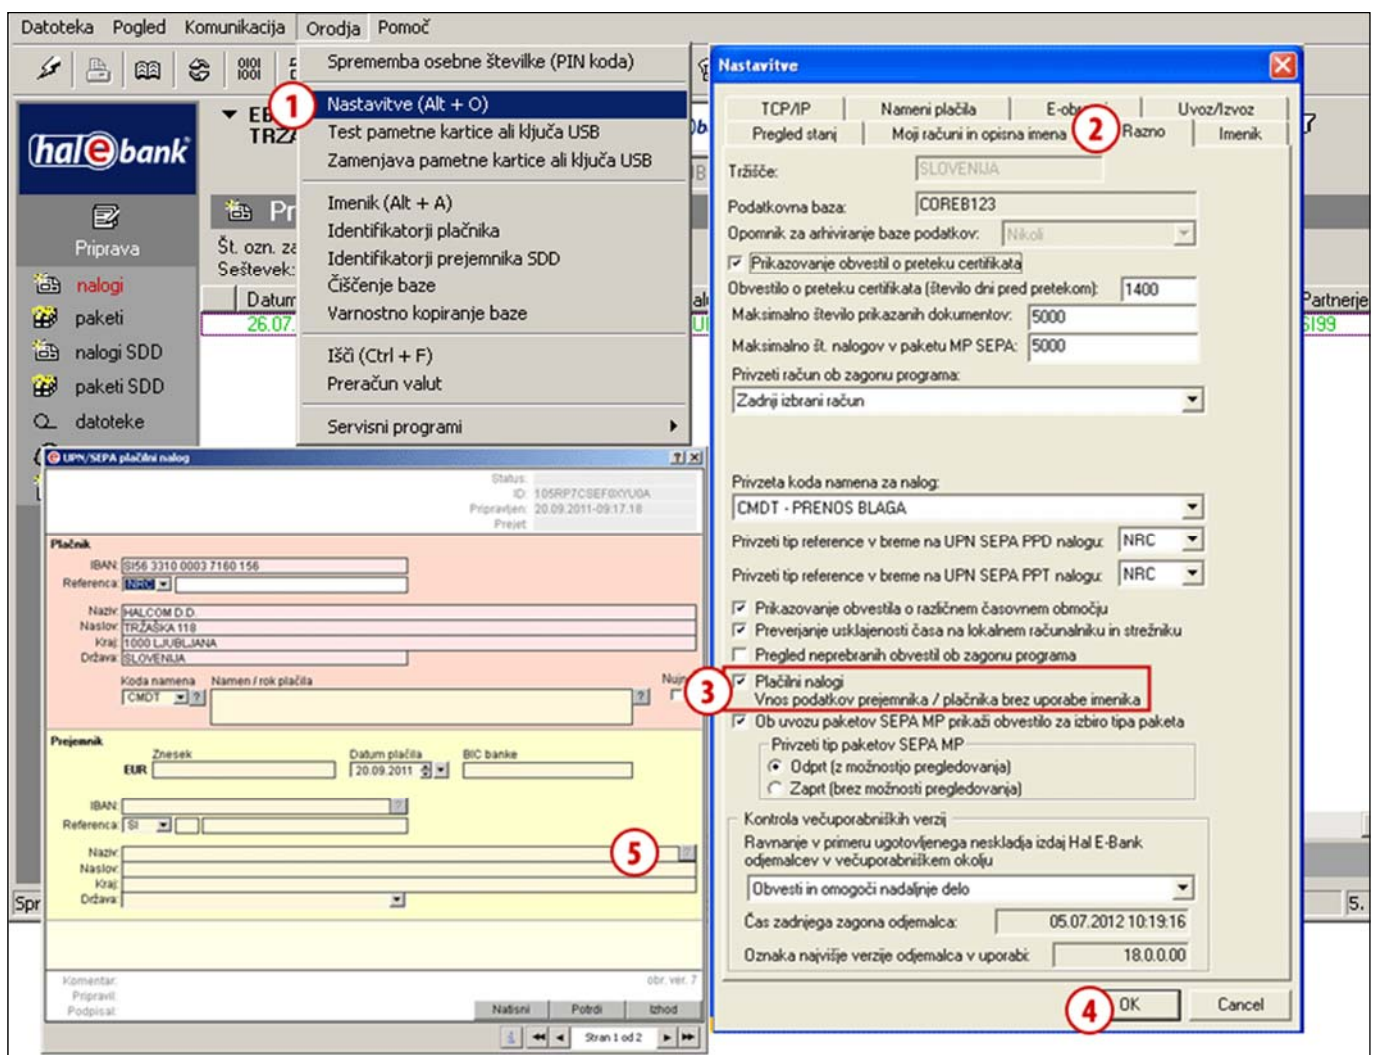 Datoteka Pogled Komunikacija Orodja Pomoč
Sprememba osebne številke (PIN koda)
1
Nastavitve (Alt + O)
Test pametne kartice ali ključa USB
Zamenjava pametne kartice ali ključa USB
Imenik (Alt + A)
Identifikatorji plačnika
Identifikatorji prejemnika SDD
Čiščenje baze
Varnostno kopiranje baze
Išči (Ctrl + F)
Preračun valut
Servisni programi
hal e bank
TRŽA
Priprava
nalogi
paketi
nalogi SDD
paketi SDD
datoteke
Pr
Št. ozn. za
Seštevek:
Datum
26.07.
Partnerje
SI99
Spr
5.
UPN/SEPA plačilni nalog
Status:
ID: 105RP7CSEF0XYU0A
Pripravljen: 20.09.2011-09:17.18
Prejet:
Plačnik
IBAN: SI56 3310 0003 7160 156
Referenca: NRC
Naziv: HALCOM D.D.
Naslov: TRŽAŠKA 118
Kraj: 1000 LJUBLJANA
Država: SLOVENIJA
Koda namena Namen / rok plačila Nujn
CMDT ? ?
Prejemnik
Znesek Datum plačila BIC banke
EUR 20.09.2011
IBAN: ?
Referenca: SI
Naziv: 5 ?
Naslov:
Kraj:
Država:
Komentar: obr. ver. 7
Pripravil:
Podpisal:
Natisni Potrdi Izhod
Stran 1 od 2
Nastavitve
TCP/IP Nameni plačila E-obr Uvoz/Izvoz
Pregled stanj Moji računi in opisna imena 2 Razno Imenik
Tržišče: SLOVENIJA
Podatkovna baza: COREB123
Opomnik za arhiviranje baze podatkov: Nikoli
Prikazovanje obvestil o preteku certifikata
Obvestilo o preteku certifikata (število dni pred pretekom): 1400
Maksimalno število prikazanih dokumentov: 5000
Maksimalno št. nalogov v paketu MP SEPA: 5000
Privzeti račun ob zagonu programa:
Zadnji izbrani račun
Privzeta koda namena za nalog:
CMDT - PRENOS BLAGA
Privzeti tip reference v breme na UPN SEPA PPD nalogu: NRC
Privzeti tip reference v breme na UPN SEPA PPT nalogu: NRC
Prikazovanje obvestila o različnem časovnem območju
Preverjanje usklajenosti časa na lokalnem računalniku in strežniku
Pregled neprebranih obvestil ob zagonu programa
3 Plačilni nalogi
Vnos podatkov prejemnika / plačnika brez uporabe imenika
Ob uvozu paketov SEPA MP prikaži obvestilo za izbiro tipa paketa
Privzeti tip paketov SEPA MP
Odprt (z možnostjo pregledovanja)
Zaprt (brez možnosti pregledovanja)
Kontrola večuporabniških verzij
Ravnanje v primeru ugotovljenega neskladja izdaj Hal E-Bank
odjemalcev v večuporabniškem okolju
Obvesti in omogoči nadaljnje delo
Čas zadnjega zagona odjemalca: 05.07.2012 10:19:16
Oznaka najvišje verzije odjemalca v uporabi: 18.0.0.00
4 OK Cancel